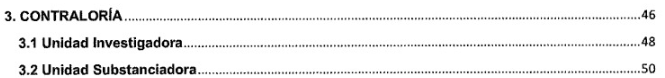 3. CONTRALORÍA........................................................................................................46
3.1 Unidad Investigadora........................................................................................48
3.2 Unidad Substanciadora.....................................................................................50